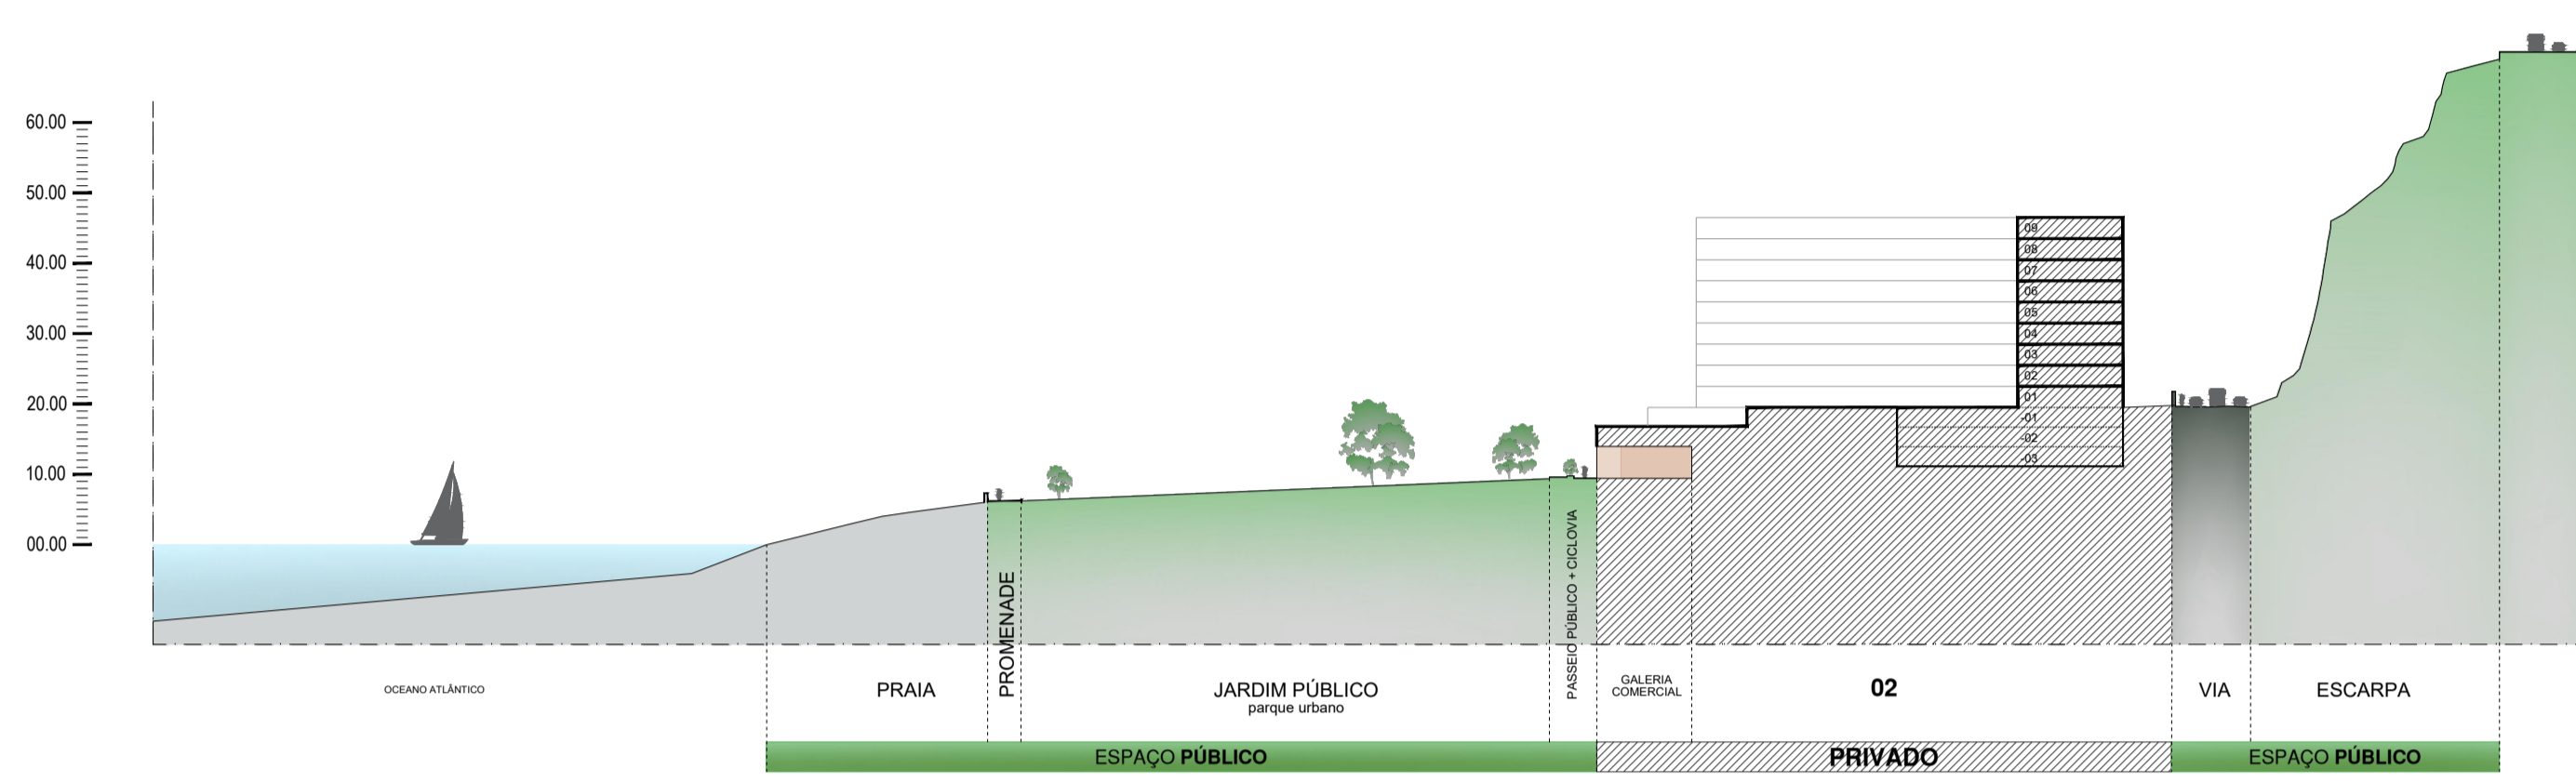 60.00
50.00
40.00
30.00
20.00
10.00
00.00
09
08
07
06
05
04
03
02
01
-01
-02
-03
OCEANO ATLÂNTICO
PRAIA
PROMENADE
JARDIM PÚBLICO
parque urbano
PASSEIO PÚBLICO + CICLOVIA
GALERIA
COMERCIAL
02
VIA
ESCARPA
ESPAÇO PÚBLICO
PRIVADO
ESPAÇO PÚBLICO